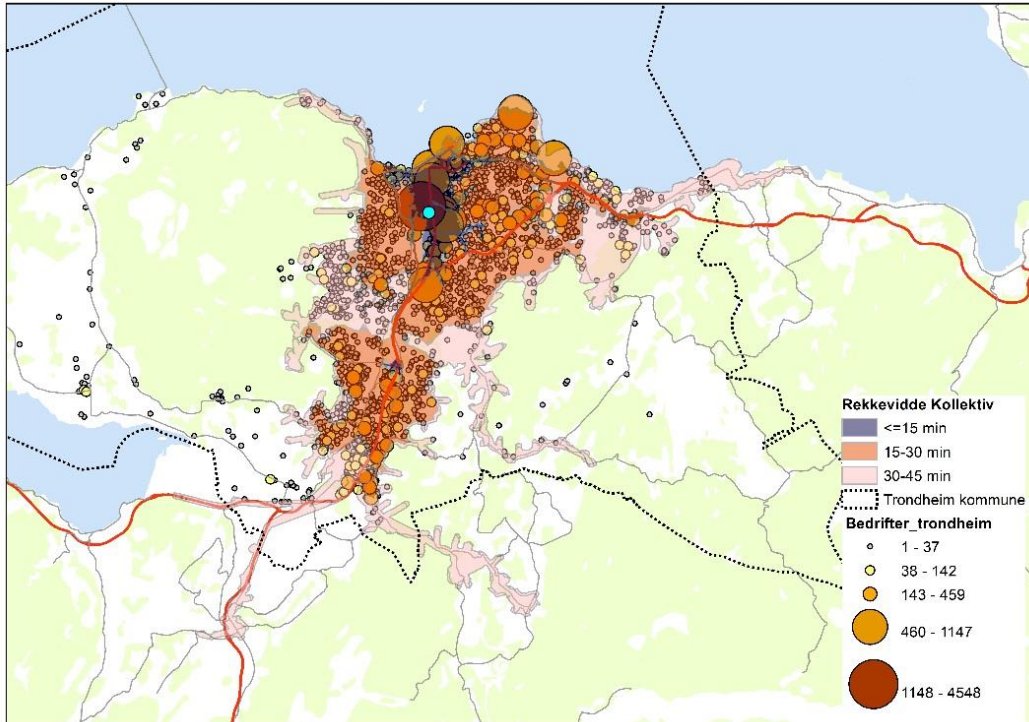 Rekkevidde Kollektiv
<=15 min
15-30 min
30-45 min
Trondheim kommune
Bedrifter_trondheim
1 - 37
38 - 142
143 - 459
460 - 1147
1148 - 4548